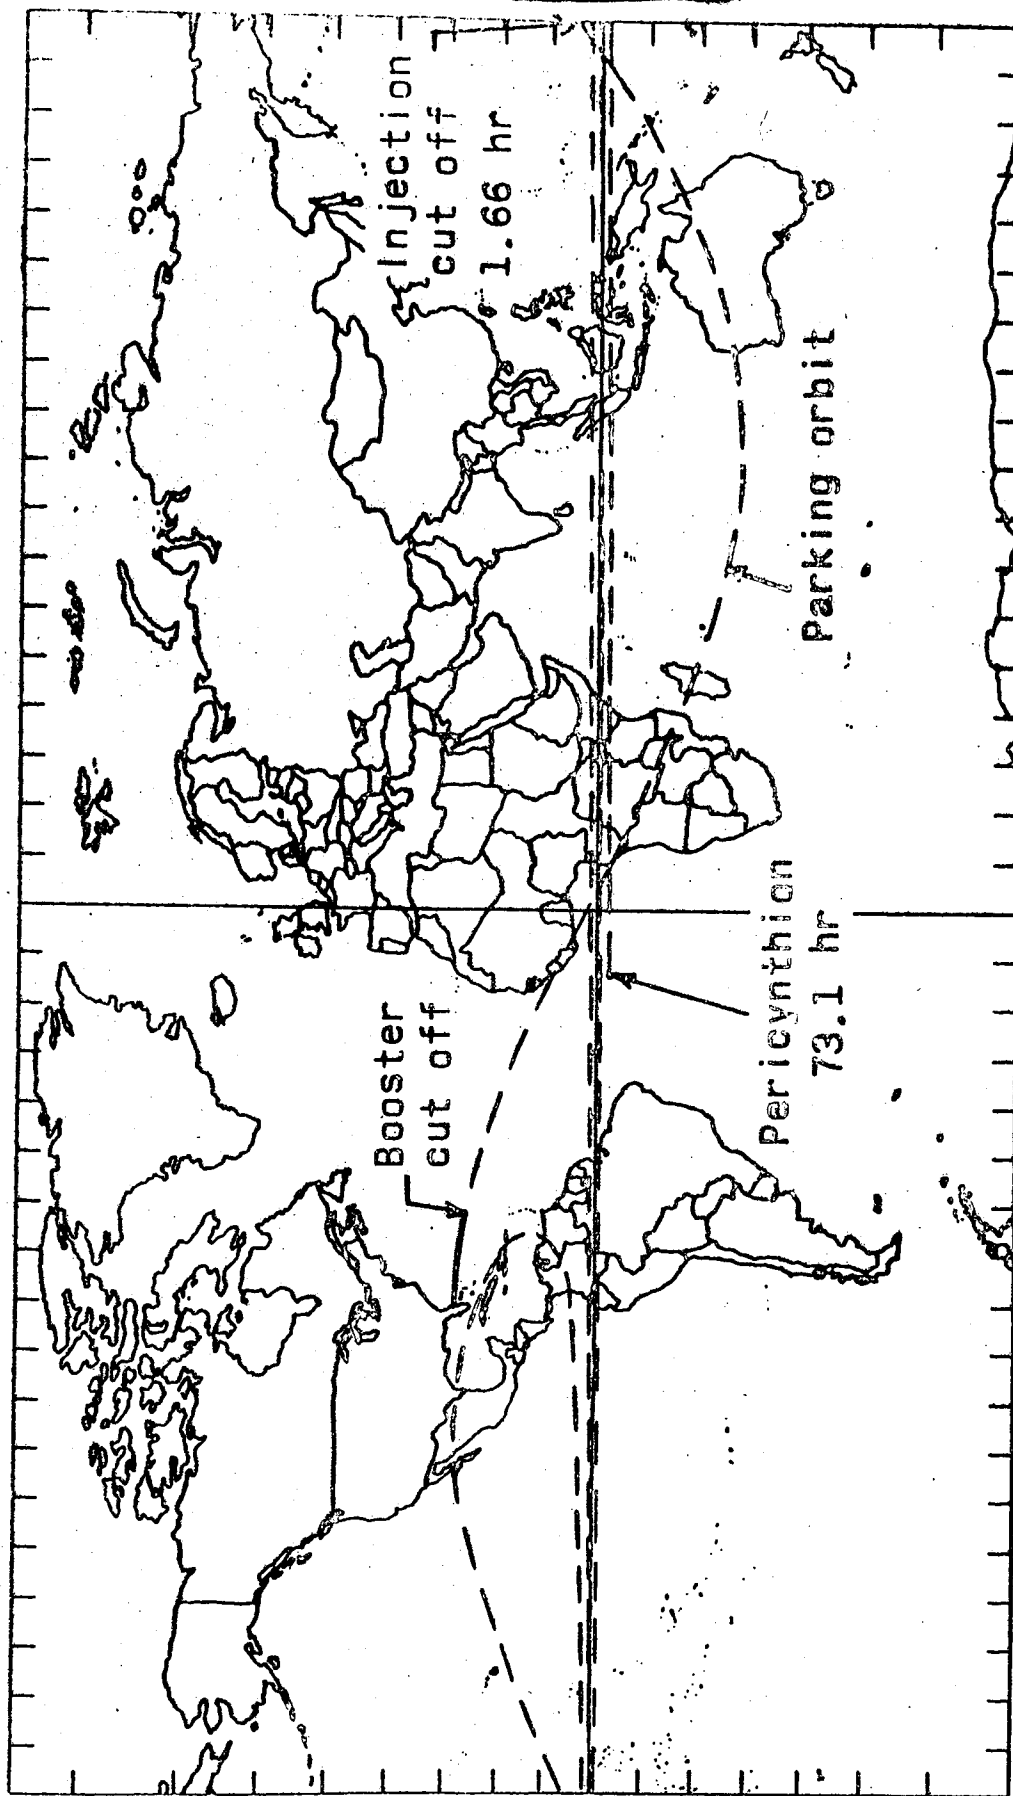 Injection
cut off
1.66 hr
Booster
cut off
Parking orbit
Pericynthion
73.1 hr